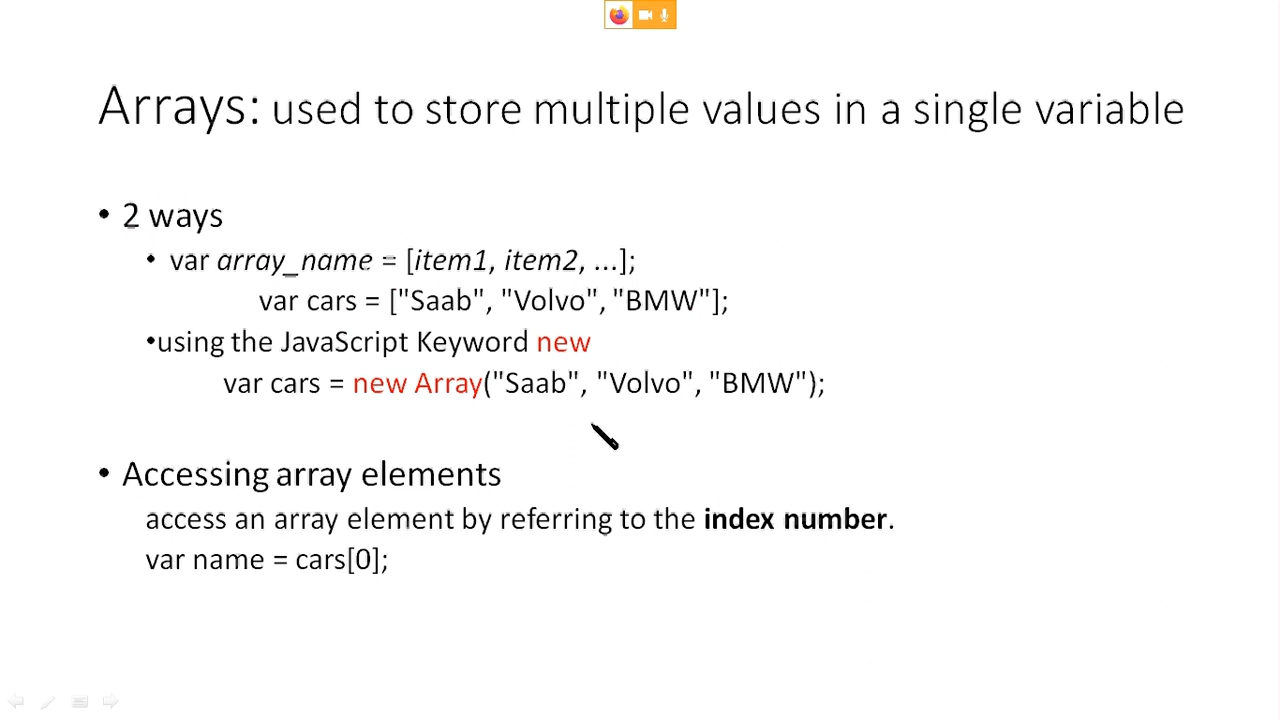 Arrays: used to store multiple values in a single variable
• 2 ways
• var array_name = [item1, item2, ...];
var cars = ["Saab", "Volvo", "BMW"];
•using the JavaScript Keyword new
var cars = new Array("Saab", "Volvo", "BMW");
• Accessing array elements
access an array element by referring to the index number.
var name = cars[0];